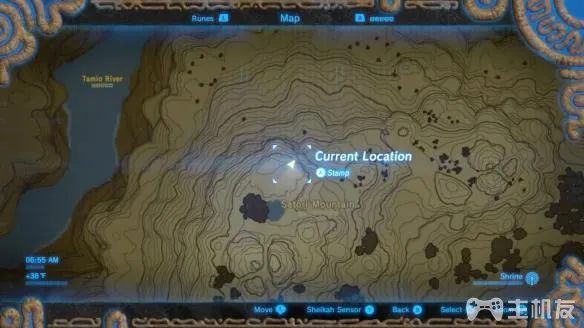 Runes L Map R
Tamio River
Current Location
A Stamp
Satori Mountain
06:55 AM
+38°F
Shrine
Move L Sheikah Sensor Y Back B Select
主机友